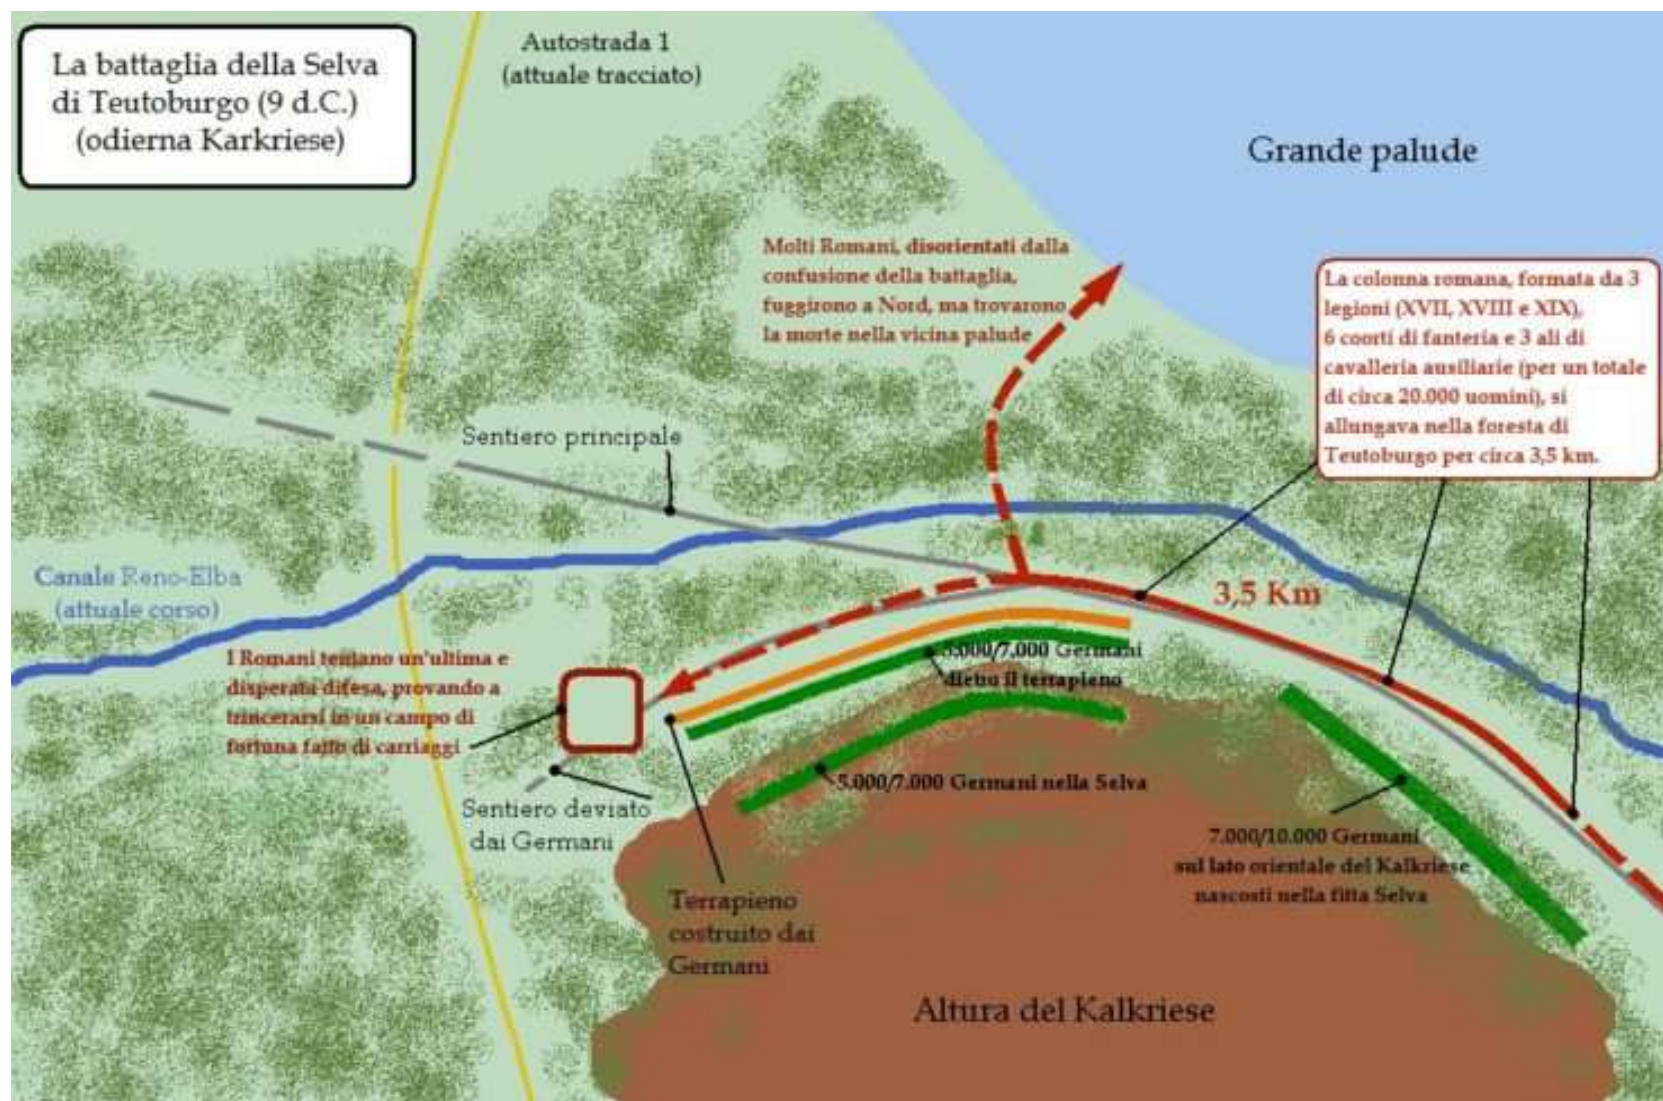 La battaglia della Selva
di Teutoburgo (9 d.C.)
(odierna Karkriese)
Autostrada 1
(attuale tracciato)
Grande palude
Molti Romani, disorientati dalla
confusione della battaglia,
fuggirono a Nord, ma trovarono
la morte nella vicina palude
La colonna romana, formata da 3
legioni (XVII, XVIII e XIX),
6 coorti di fanteria e 3 ali di
cavalleria ausiliarie (per un totale
di circa 20.000 uomini), si
allungava nella foresta di
Teutoburgo per circa 3,5 km.
Sentiero principale
Canale Reno-Elba
(attuale corso)
3,5 Km
I Romani tentano un'ultima e
disperata difesa, provando a
trincerarsi in un campo di
fortuna fatto di carriaggi
5.000/7.000 Germani
dietro il terrapieno
5.000/7.000 Germani nella Selva
Sentiero deviato
dai Germani
7.000/10.000 Germani
sul lato orientale del Kalkriese
nascosti nella fitta Selva
Terrapieno
costruito dai
Germani
Altura del Kalkriese